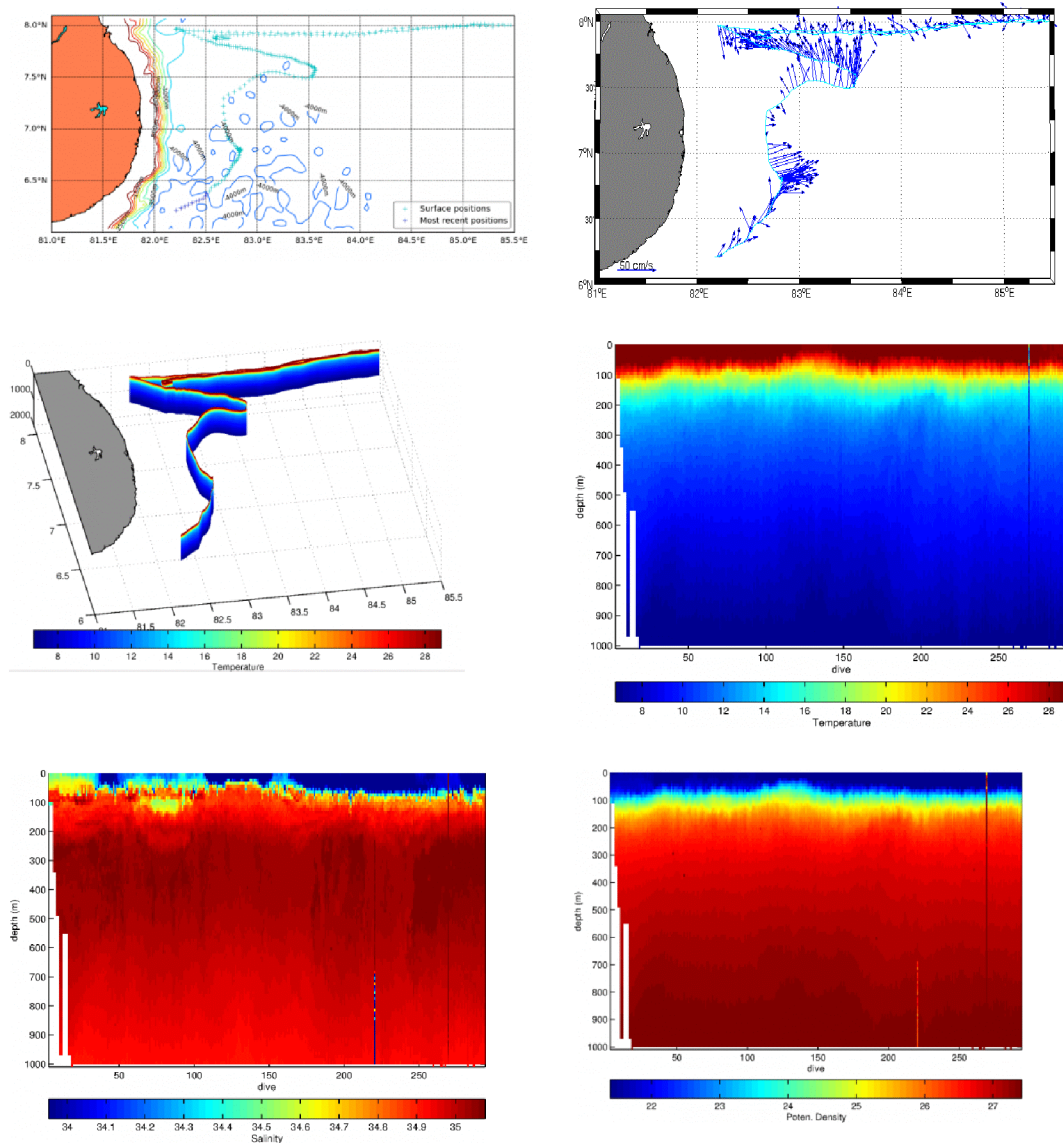 8.0°N
7.5°N
7.0°N
6.5°N
-4000m
-4000m
-4000m
-4000m
-4000m
-4000m
-4000m
-4000m
Surface positions
Most recent positions
81.0°E 81.5°E 82.0°E 82.5°E 83.0°E 83.5°E 84.0°E 84.5°E 85.0°E 85.5°E
8°N
30'
7°N
30'
6°N
50 cm/s
81°E 82°E 83°E 84°E 85°E
0
1000
2000
8
7.5
7
6.5
6
81.5 82 82.5 83 83.5 84 84.5 85 85.5
8 10 12 14 16 18 20 22 24 26 28
Temperature
0
100
200
300
400
500
600
700
800
900
1000
depth (m)
50 100 150 200 250
dive
8 10 12 14 16 18 20 22 24 26 28
Temperature
0
100
200
300
400
500
600
700
800
900
1000
depth (m)
50 100 150 200 250
dive
34 34.1 34.2 34.3 34.4 34.5 34.6 34.7 34.8 34.9 35
Salinity
0
100
200
300
400
500
600
700
800
900
1000
depth (m)
50 100 150 200 250
dive
22 23 24 25 26 27
Poten. Density